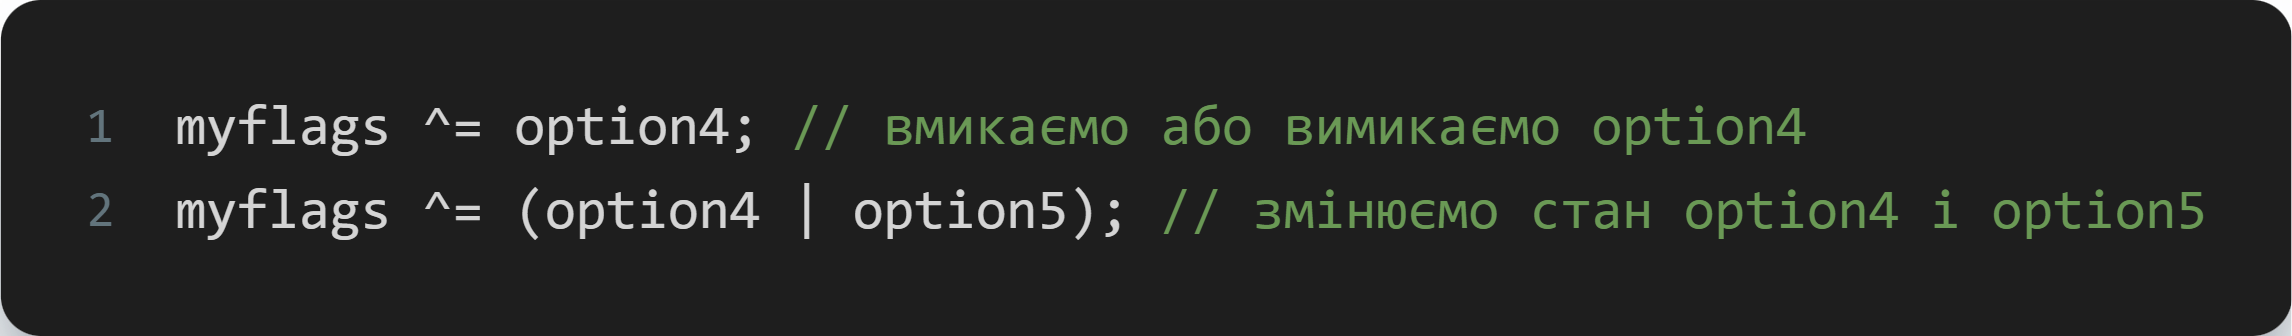 1 myflags ^= option4; // вмикаємо або вимикаємо option4
2 myflags ^= (option4 | option5); // змінюємо стан option4 і option5